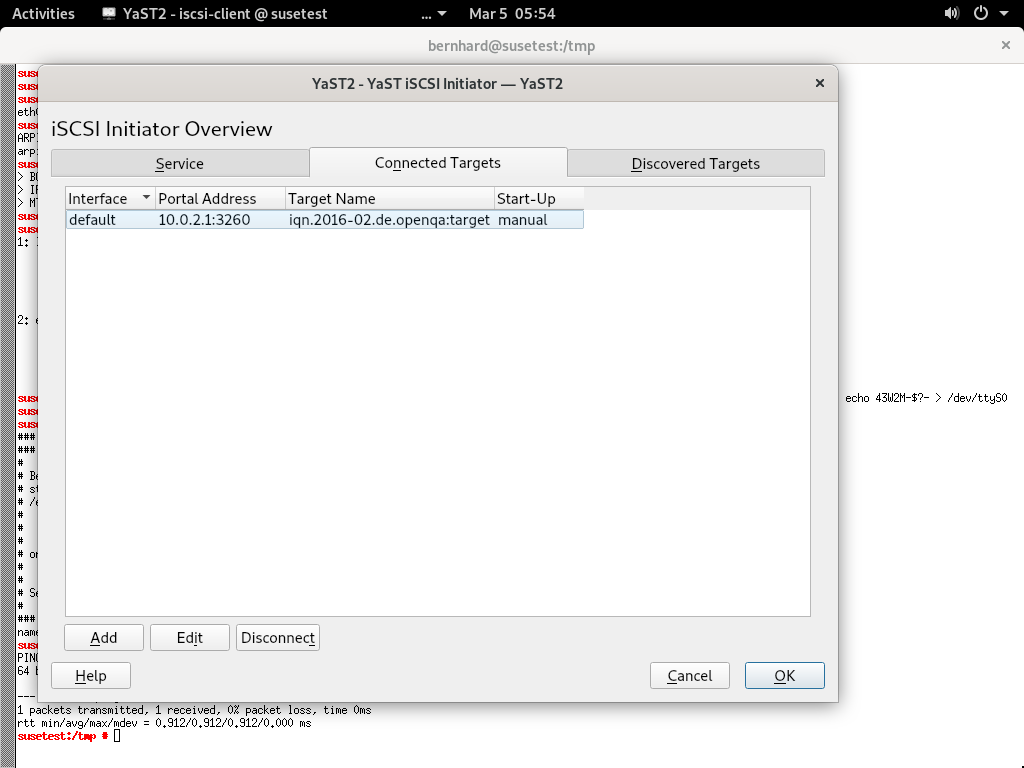 Activities YaST2 - iscsi-client @ susetest ... Mar 5 05:54
bernhard@susetest:/tmp
YaST2 - YaST iSCSI Initiator — YaST2
iSCSI Initiator Overview
Service Connected Targets Discovered Targets
Interface Portal Address Target Name Start-Up
default 10.0.2.1:3260 iqn.2016-02.de.openqa:target manual
1:
2:
echo 43W2M-$?- > /dev/ttyS0
###
###
#
#
#
#
#
#
#
#
#
###
Add Edit Disconnect
Help Cancel OK
64
---
1 packets transmitted, 1 received, 0% packet loss, time 0ms
rtt min/avg/max/mdev = 0.912/0.912/0.912/0.000 ms
susetest:/tmp #